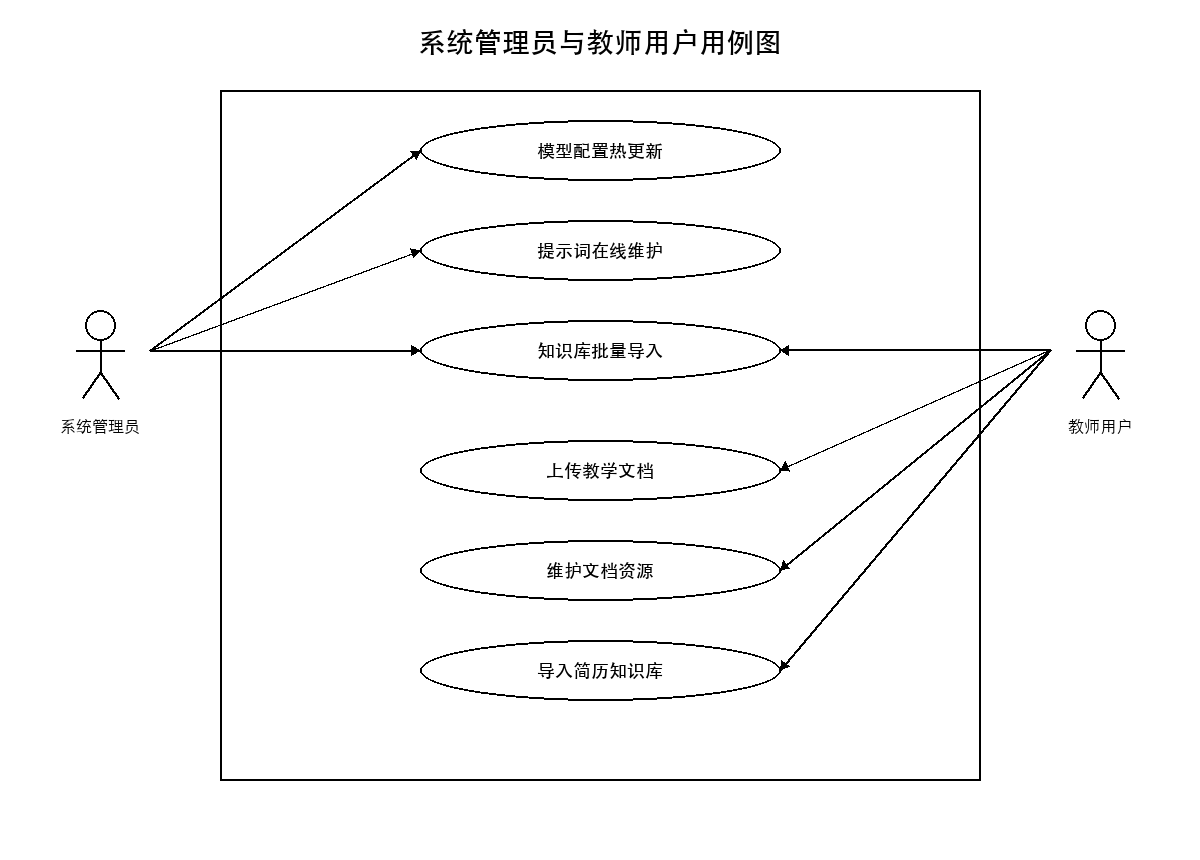 系统管理员与教师用户用例图
模型配置热更新
提示词在线维护
知识库批量导入
系统管理员
教师用户
上传教学文档
维护文档资源
导入简历知识库